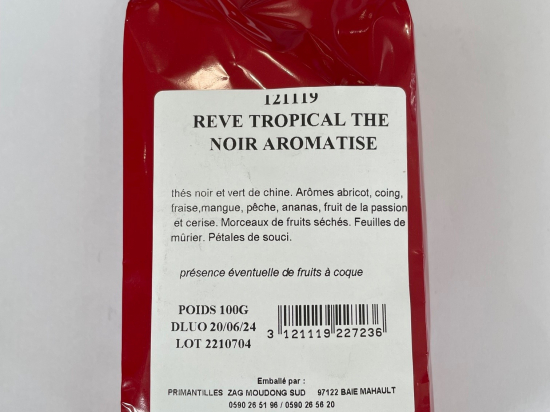 121119
REVE TROPICAL THE
NOIR AROMATISE
thés noir et vert de chine. Arômes abricot, coing,
fraise,mangue, pêche, ananas, fruit de la passion
et cerise. Morceaux de fruits séchés. Feuilles de
mûrier. Pétales de souci.
présence éventuelle de fruits à coque
POIDS 100G
DLUO 20/06/24
LOT 2210704
3 121119 227236
Emballé par :
PRIMANTILLES ZAG MOUDONG SUD 97122 BAIE MAHAULT
0590 26 51 96 / 0590 26 56 20